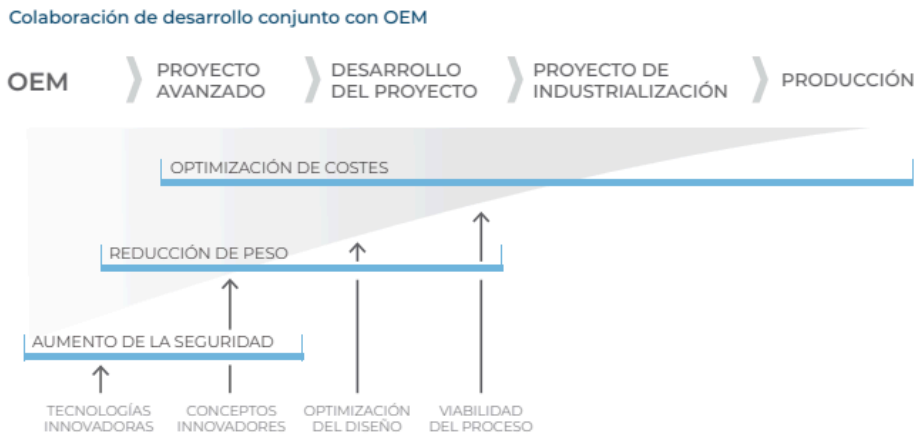 Colaboración de desarrollo conjunto con OEM
OEM
PROYECTO
AVANZADO
DESARROLLO
DEL PROYECTO
PROYECTO DE
INDUSTRIALIZACIÓN
PRODUCCIÓN
OPTIMIZACIÓN DE COSTES
REDUCCIÓN DE PESO
AUMENTO DE LA SEGURIDAD
TECNOLOGÍAS
INNOVADORAS
CONCEPTOS
INNOVADORES
OPTIMIZACIÓN
DEL DISEÑO
VIABILIDAD
DEL PROCESO